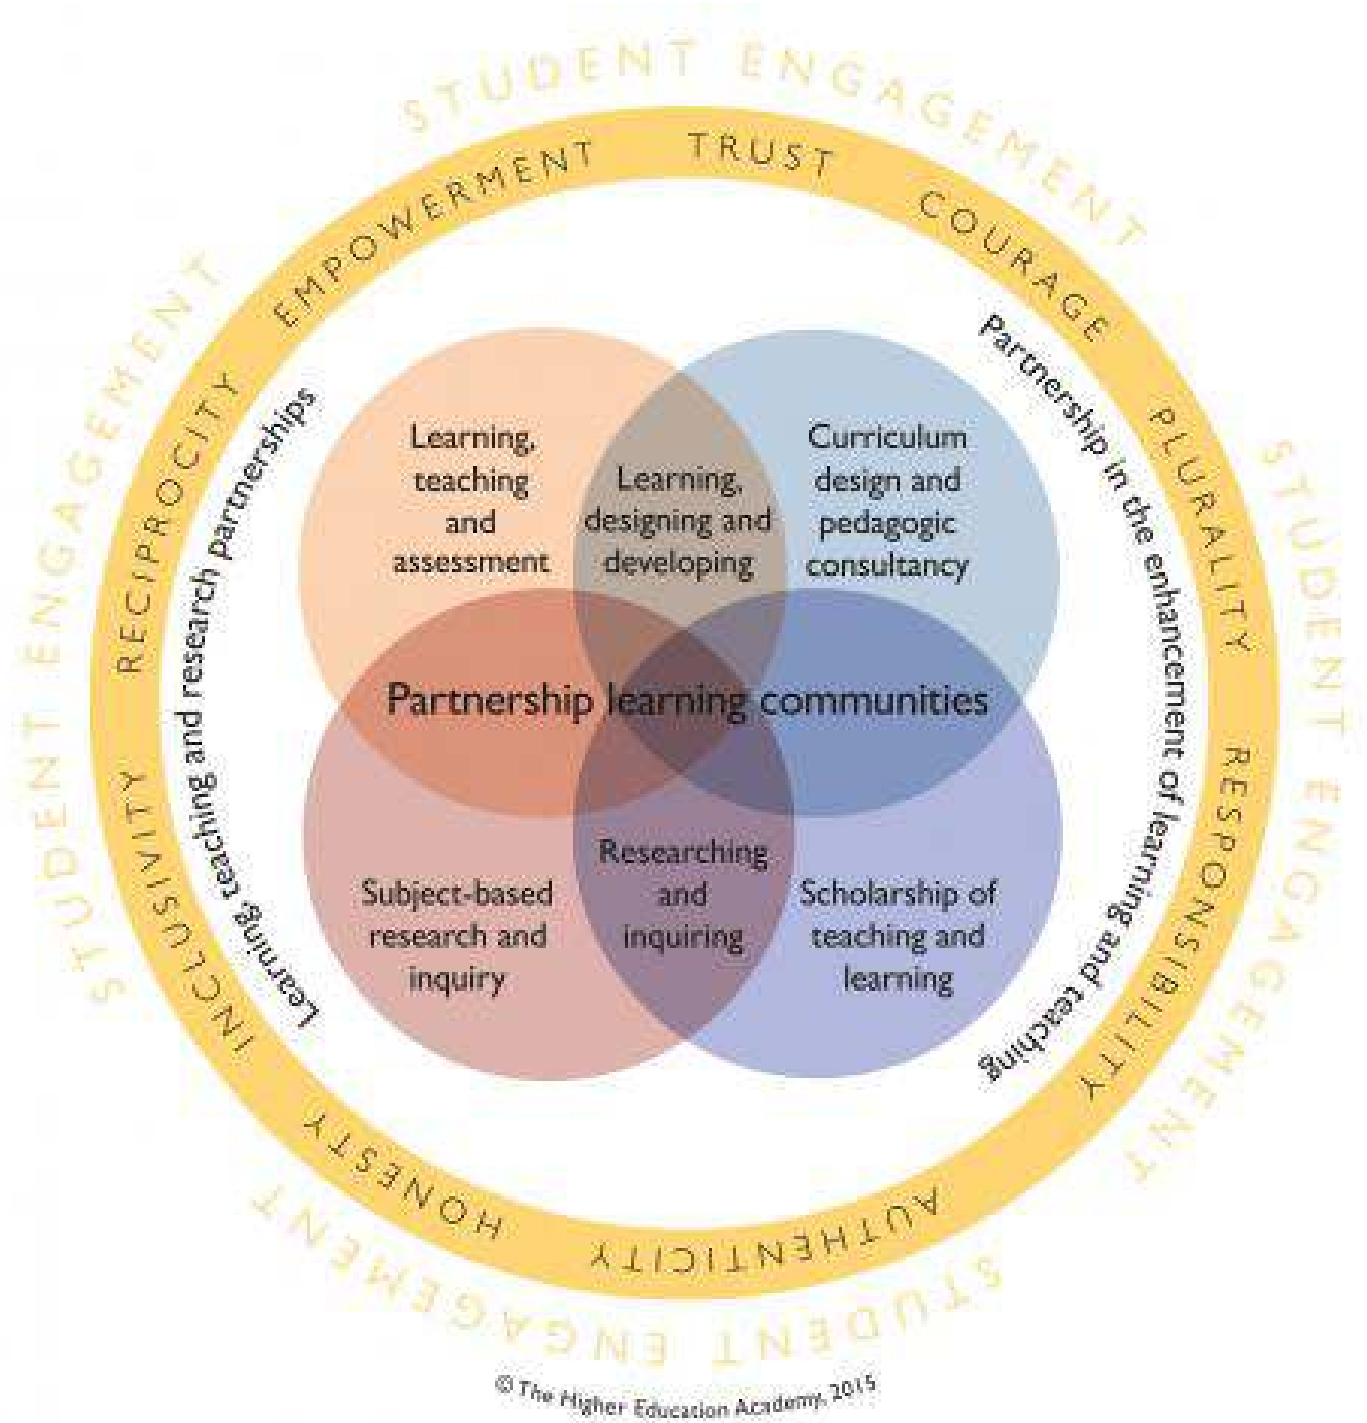 STUDENT ENGAGEMENT
STUDENT ENGAGEMENT
STUDENT ENGAGEMENT
STUDENT ENGAGEMENT
EMPOWERMENT
TRUST
COURAGE
PLURALITY
RESPONSIBILITY
AUTHENTICITY
HONESTY
INCLUSIVITY
RECIPROCITY
Learning, teaching and research partnerships
Partnership in the enhancement of learning and teaching
Learning,
teaching
and
assessment
Learning,
designing and
developing
Curriculum
design and
pedagogic
consultancy
Partnership learning communities
Subject-based
research and
inquiry
Researching
and
inquiring
Scholarship of
teaching and
learning
© The Higher Education Academy, 2015